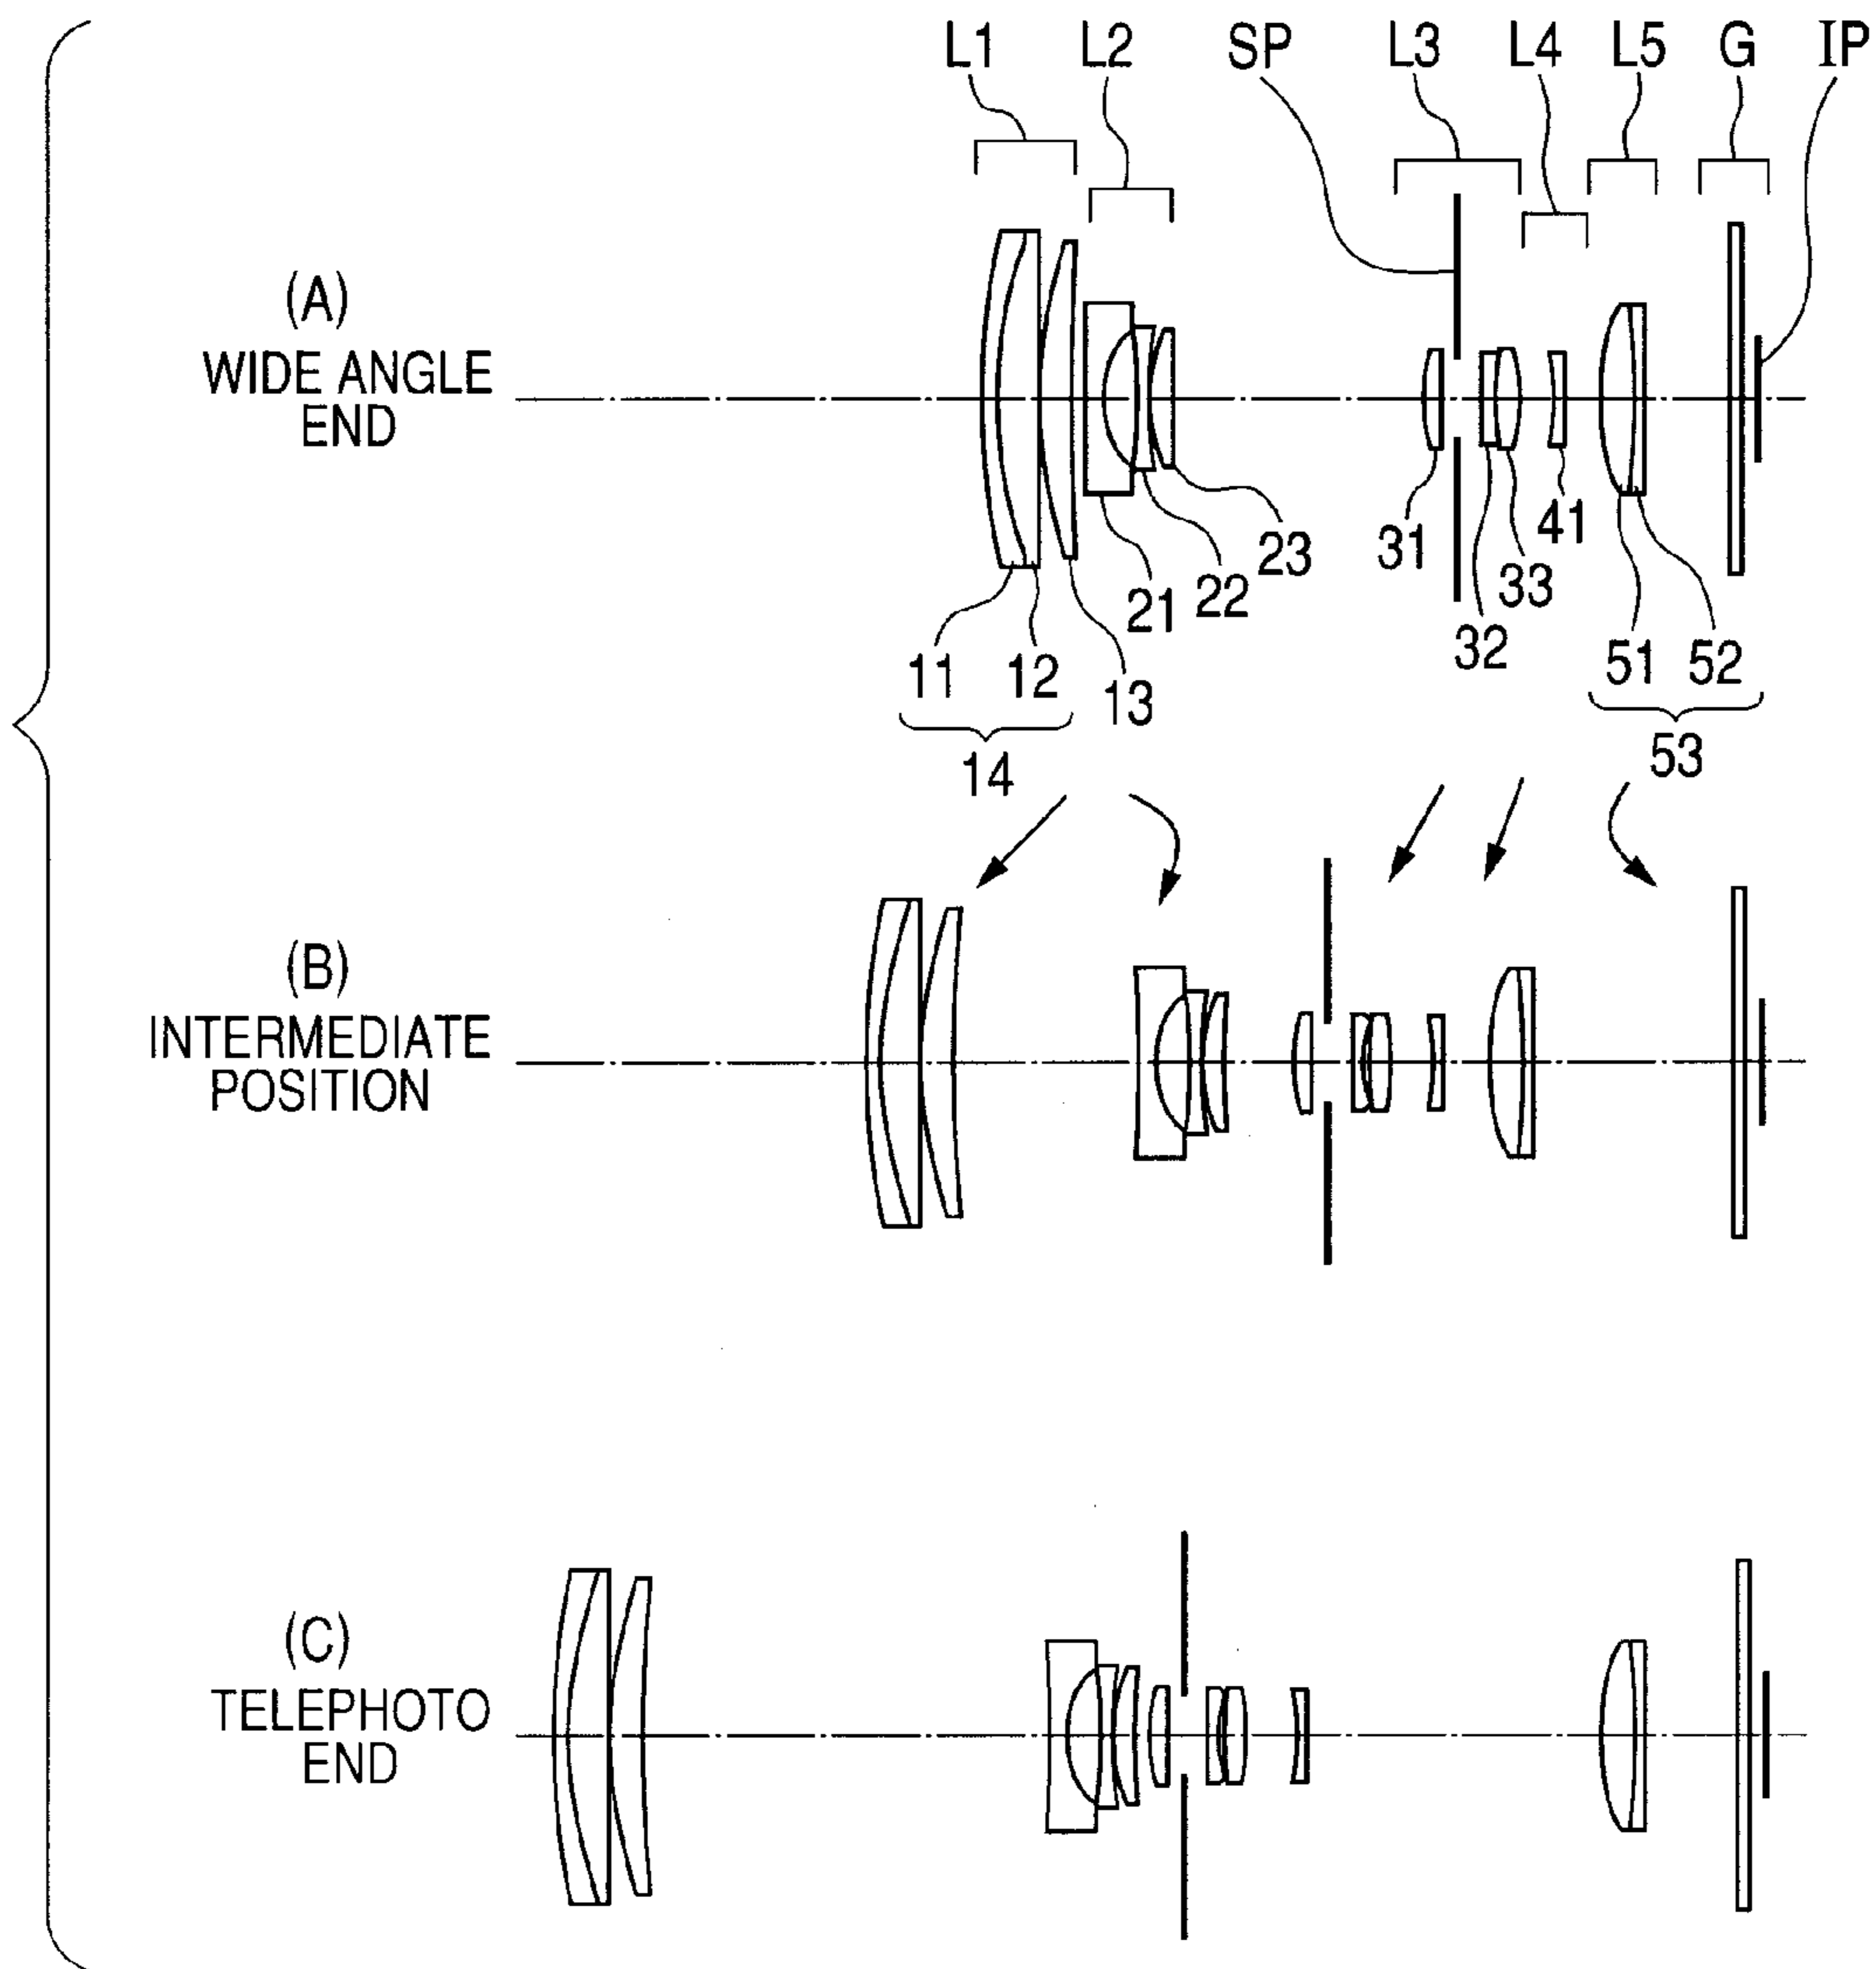 L1 L2 SP L3 L4 L5 G IP
(A)
WIDE ANGLE
END
31 41
23
33
22
21
32
11 12 51 52
13
14 53
(B)
INTERMEDIATE
POSITION
(C)
TELEPHOTO
END